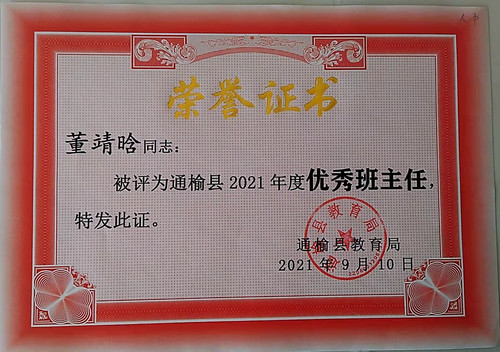 荣誉证书
董靖晗同志：
被评为通榆县2021年度优秀班主任，
特发此证。
通榆县教育局
2021年9月10日